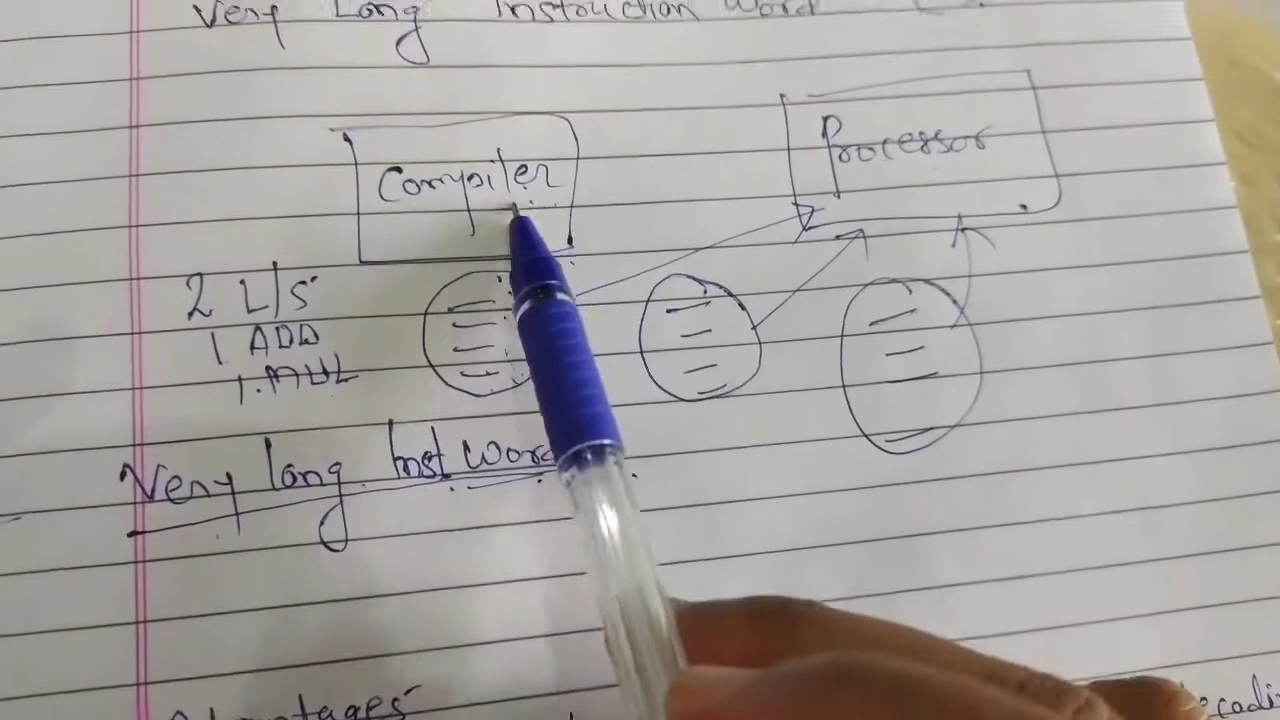 Very Long Instruction Word
Compiler
Processor
2 L/S
1 ADD
1. MUL
Very long Inst Word
Advantages